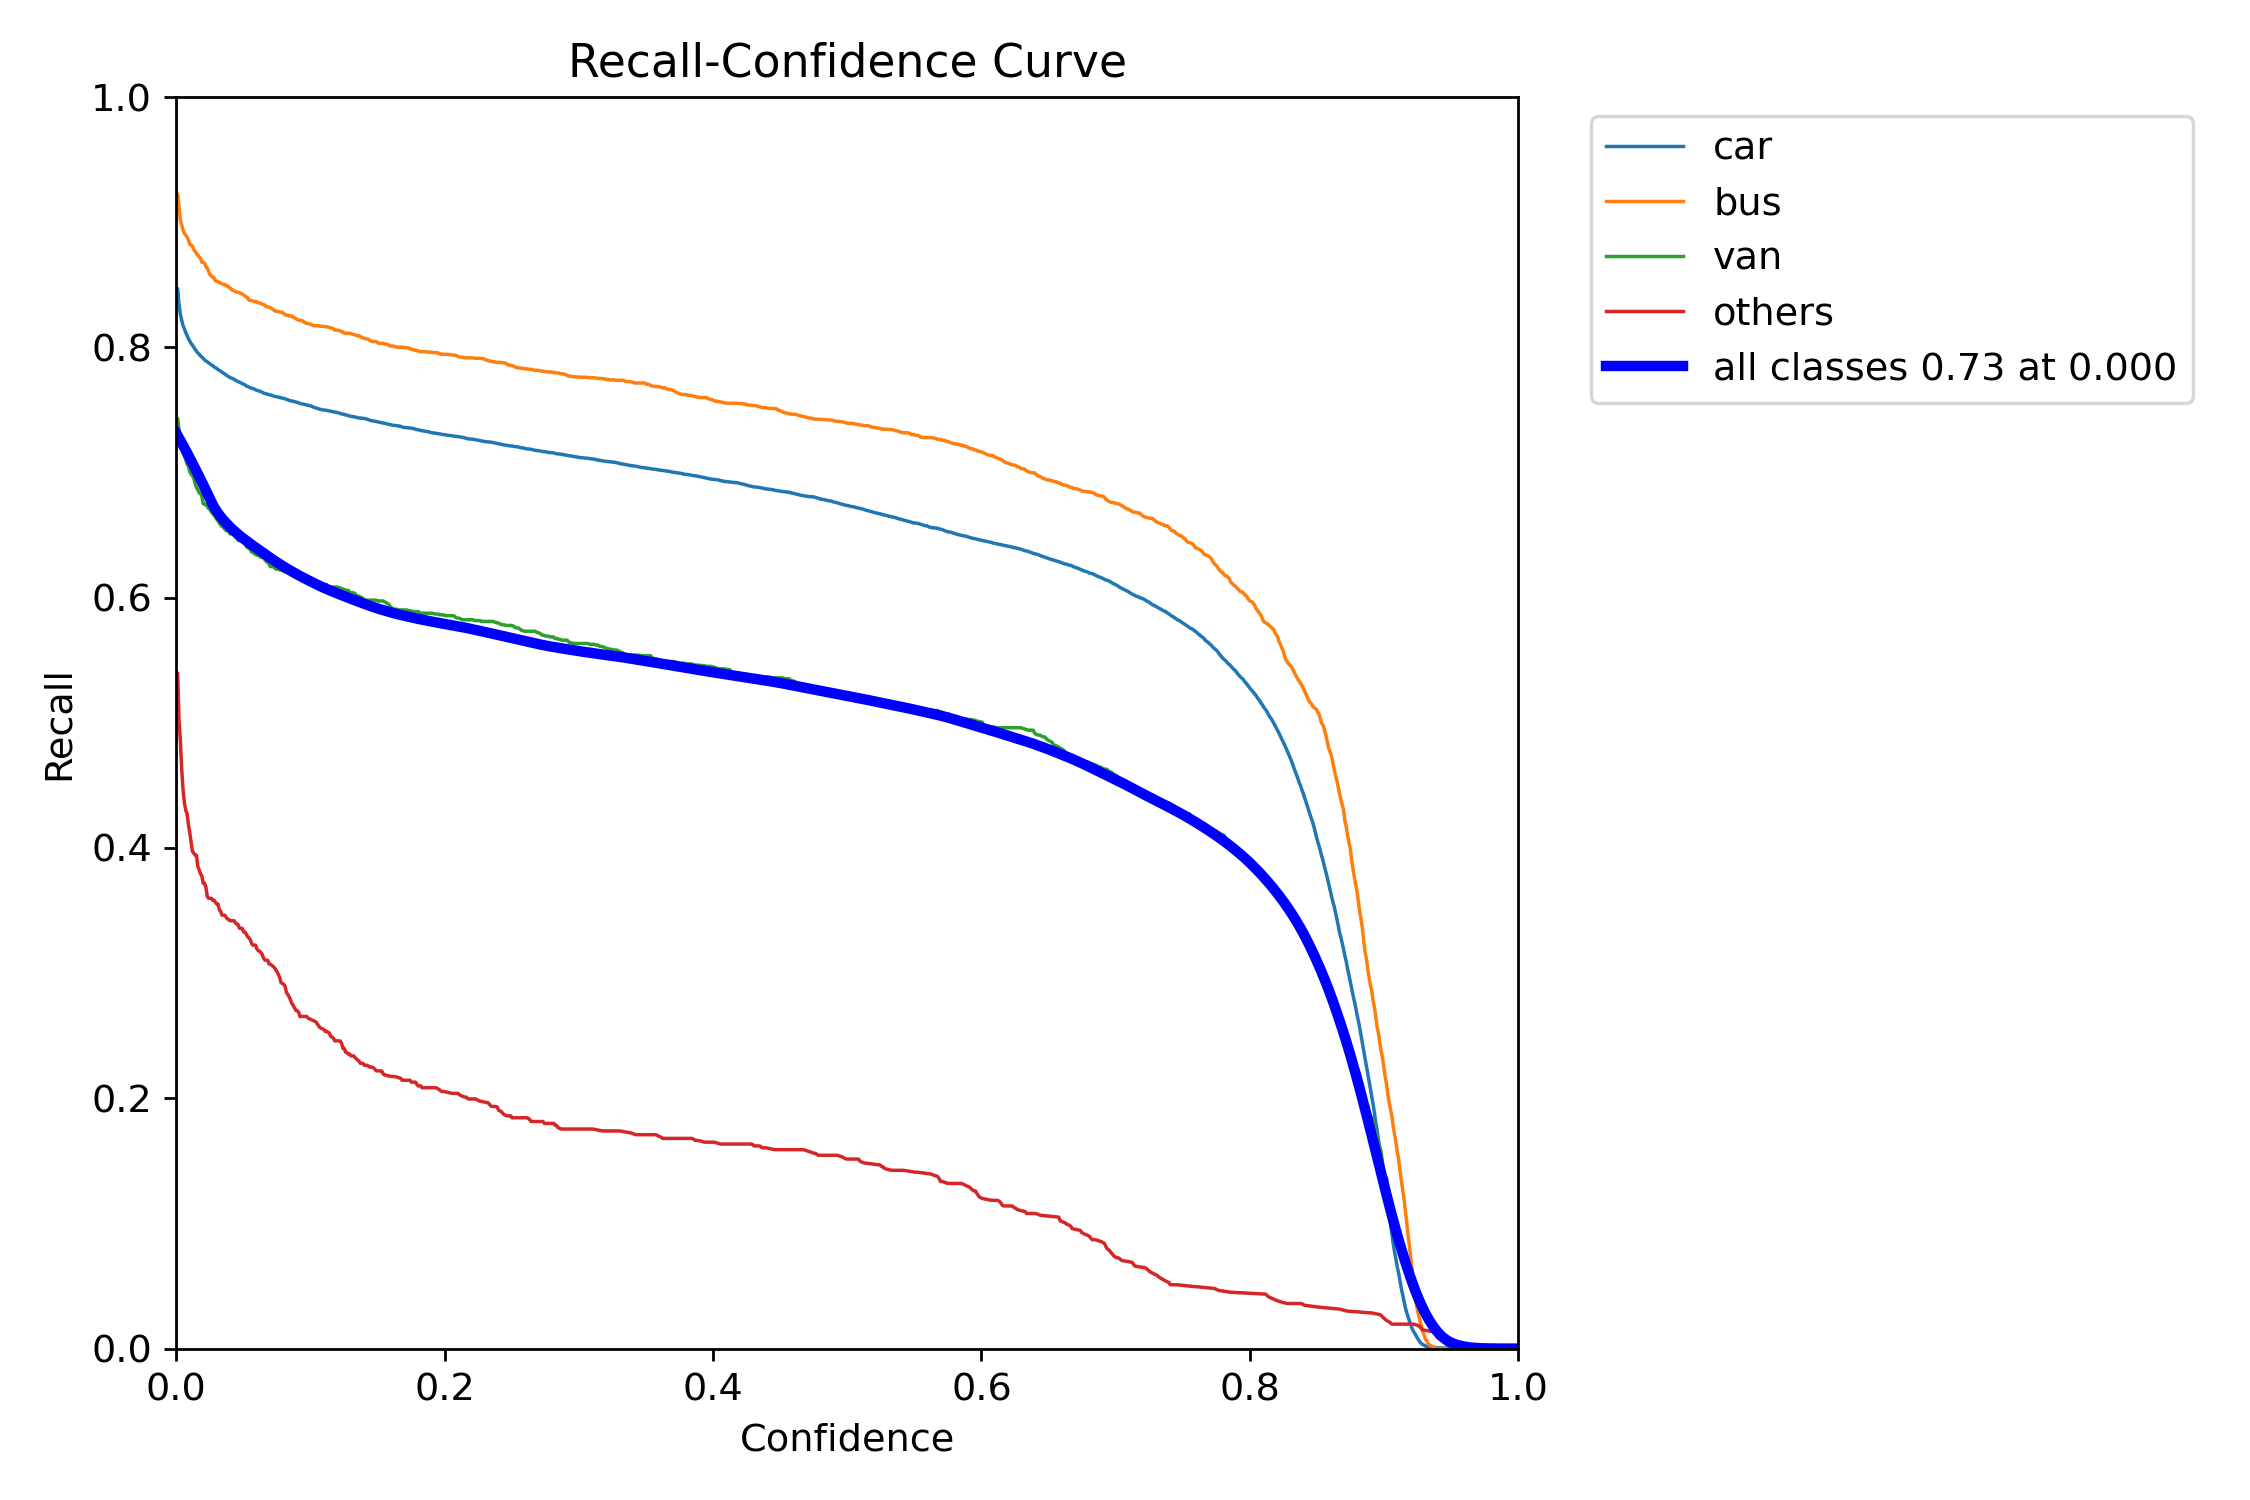 Recall-Confidence Curve
1.0
0.8
0.6
0.4
0.2
0.0
Recall
0.0 0.2 0.4 0.6 0.8 1.0
Confidence
car
bus
van
others
all classes 0.73 at 0.000